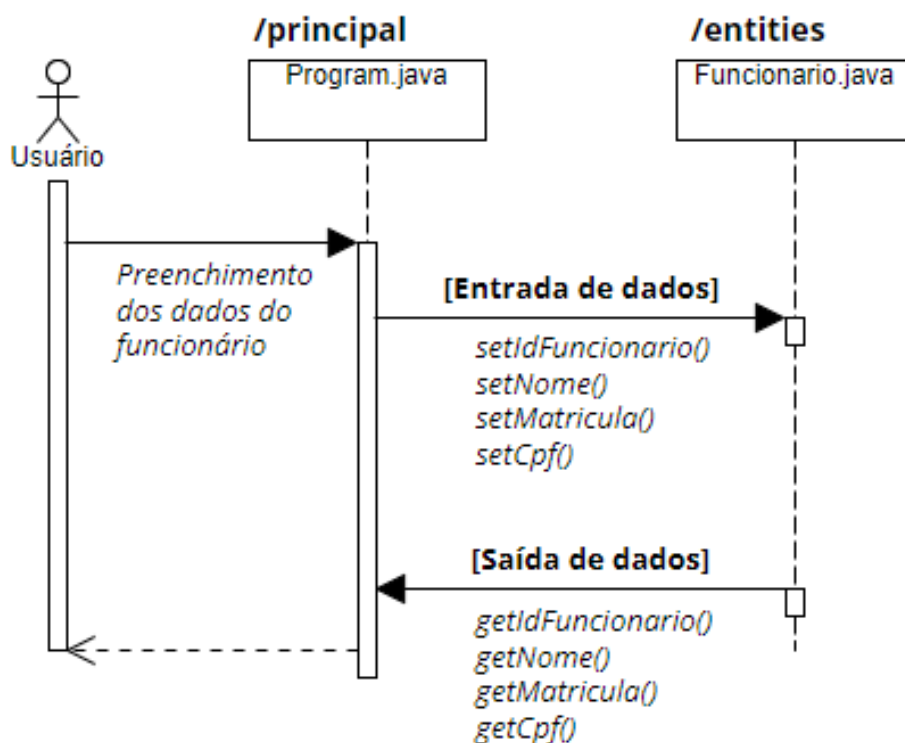 /principal
/entities
Program.java
Funcionario.java
Usuário
Preenchimento
dos dados do
funcionário
[Entrada de dados]
setIdFuncionario()
setNome()
setMatricula()
setCpf()
[Saída de dados]
getIdFuncionario()
getNome()
getMatricula()
getCpf()